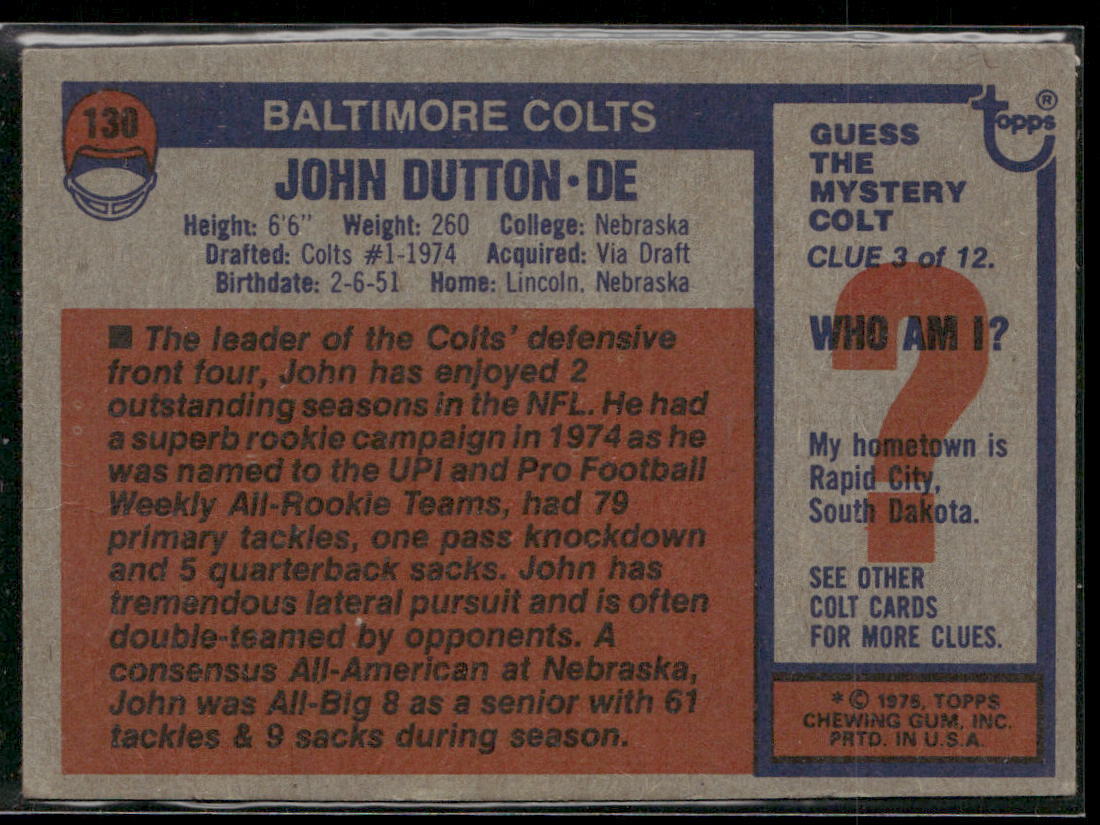 130
BALTIMORE COLTS
JOHN DUTTON • DE
Height: 6'6" Weight: 260 College: Nebraska
Drafted: Colts #1-1974 Acquired: Via Draft
Birthdate: 2-6-51 Home: Lincoln, Nebraska
■ The leader of the Colts' defensive
front four, John has enjoyed 2
outstanding seasons in the NFL. He had
a superb rookie campaign in 1974 as he
was named to the UPI and Pro Football
Weekly All-Rookie Teams, had 79
primary tackles, one pass knockdown
and 5 quarterback sacks. John has
tremendous lateral pursuit and is often
double-teamed by opponents. A
consensus All-American at Nebraska,
John was All-Big 8 as a senior with 61
tackles & 9 sacks during season.
topps ®
GUESS
THE
MYSTERY
COLT
CLUE 3 of 12.
?
WHO AM I?
My hometown is
Rapid City,
South Dakota.
SEE OTHER
COLT CARDS
FOR MORE CLUES.
* © 1976, TOPPS
CHEWING GUM, INC.
PRTD. IN U.S.A.